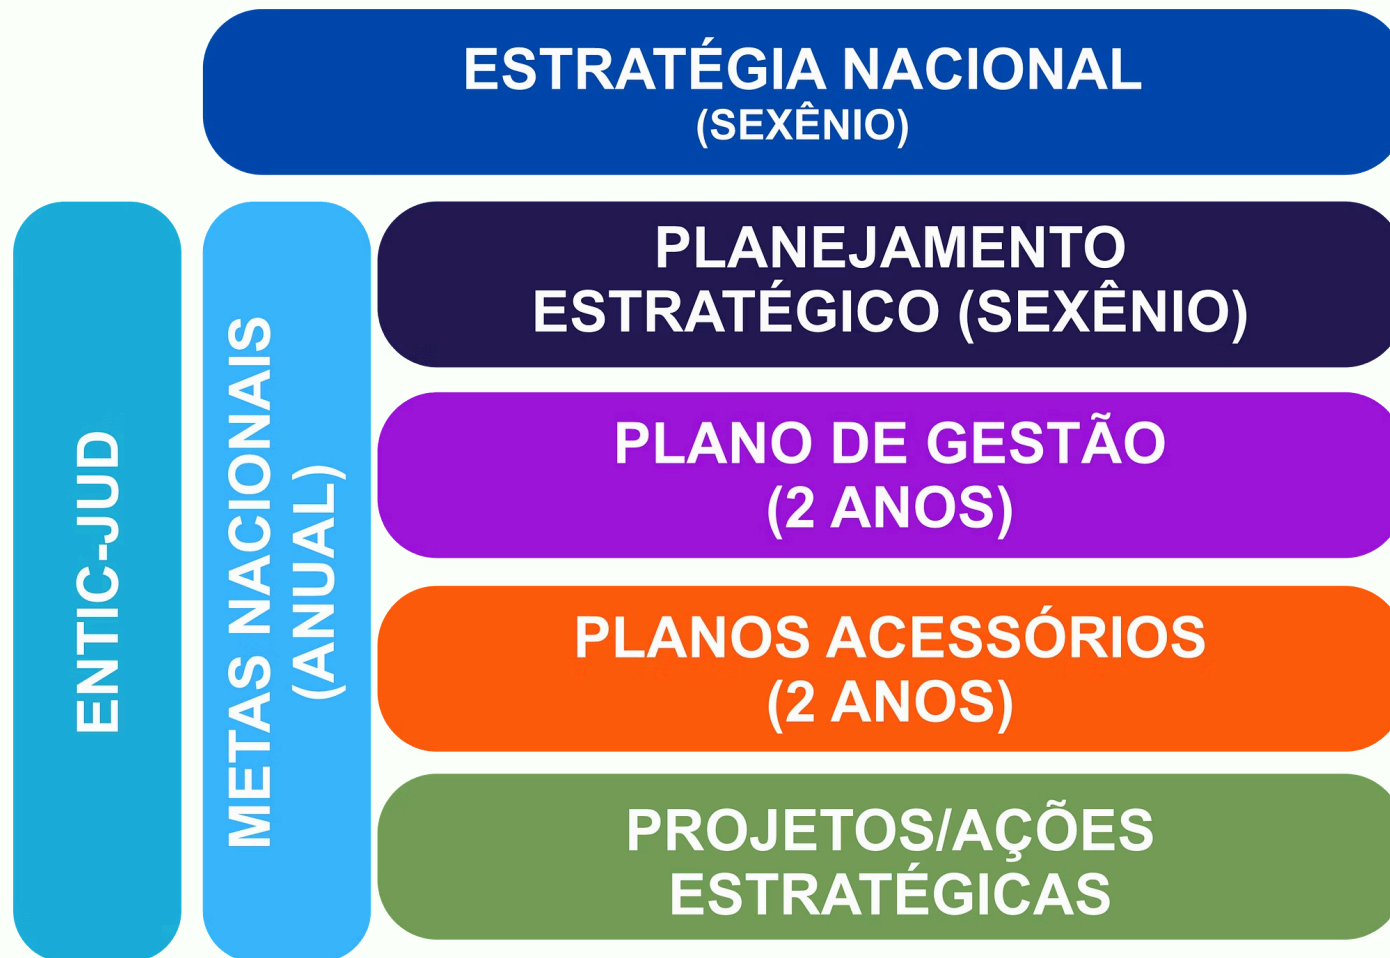 ESTRATÉGIA NACIONAL
(SEXÊNIO)
ENTIC-JUD
METAS NACIONAIS
(ANUAL)
PLANEJAMENTO
ESTRATÉGICO (SEXÊNIO)
PLANO DE GESTÃO
(2 ANOS)
PLANOS ACESSÓRIOS
(2 ANOS)
PROJETOS/AÇÕES
ESTRATÉGICAS